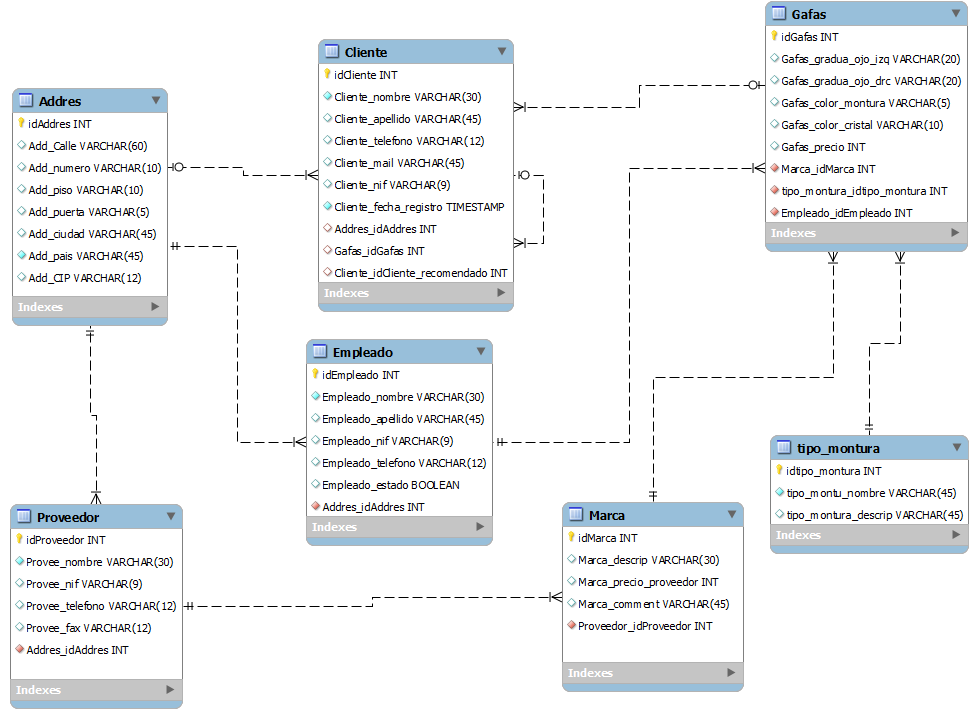 Addres
idAddres INT
Add_Calle VARCHAR(60)
Add_numero VARCHAR(10)
Add_piso VARCHAR(10)
Add_puerta VARCHAR(5)
Add_ciudad VARCHAR(45)
Add_pais VARCHAR(45)
Add_CIP VARCHAR(12)
Indexes
Cliente
idCliente INT
Cliente_nombre VARCHAR(30)
Cliente_apellido VARCHAR(45)
Cliente_telefono VARCHAR(12)
Cliente_mail VARCHAR(45)
Cliente_nif VARCHAR(9)
Cliente_fecha_registro TIMESTAMP
Addres_idAddres INT
Gafas_idGafas INT
Cliente_idCliente_recomendado INT
Indexes
Gafas
idGafas INT
Gafas_gradua_ojo_izq VARCHAR(20)
Gafas_gradua_ojo_drc VARCHAR(20)
Gafas_color_montura VARCHAR(5)
Gafas_color_cristal VARCHAR(10)
Gafas_precio INT
Marca_idMarca INT
tipo_montura_idtipo_montura INT
Empleado_idEmpleado INT
Indexes
Empleado
idEmpleado INT
Empleado_nombre VARCHAR(30)
Empleado_apellido VARCHAR(45)
Empleado_nif VARCHAR(9)
Empleado_telefono VARCHAR(12)
Empleado_estado BOOLEAN
Addres_idAddres INT
Indexes
tipo_montura
idtipo_montura INT
tipo_montu_nombre VARCHAR(45)
tipo_montura_descrip VARCHAR(45)
Indexes
Proveedor
idProveedor INT
Provee_nombre VARCHAR(30)
Provee_nif VARCHAR(9)
Provee_telefono VARCHAR(12)
Provee_fax VARCHAR(12)
Addres_idAddres INT
Indexes
Marca
idMarca INT
Marca_descrip VARCHAR(30)
Marca_precio_proveedor INT
Marca_comment VARCHAR(45)
Proveedor_idProveedor INT
Indexes